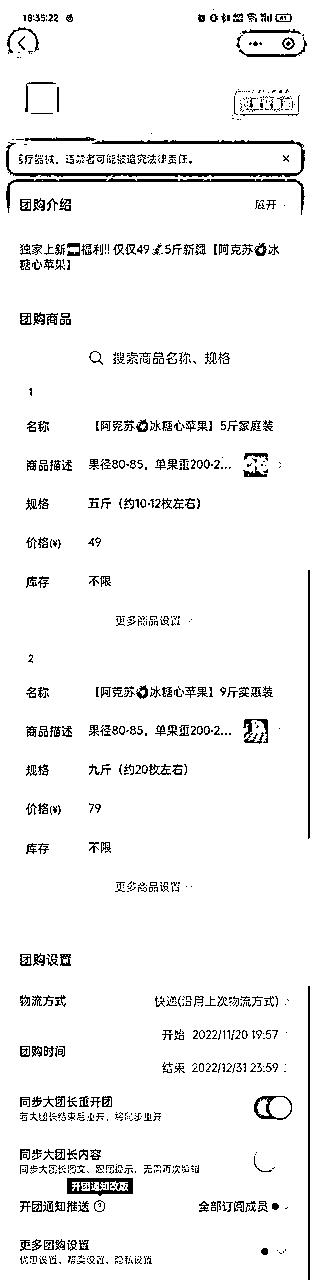 18:35:22
疗器械，违禁者可能被追究法律责任。
团购介绍
展开
独家上新福利!! 仅仅49 5斤新疆【阿克苏🍎冰
糖心苹果】
团购商品
搜索商品名称、规格
1
名称 【阿克苏🍎冰糖心苹果】5斤家庭装
商品描述 果径80-85，单果重200-2...
规格 五斤（约10-12枚左右）
价格(¥) 49
库存 不限
更多商品设置
2
名称 【阿克苏🍎冰糖心苹果】9斤实惠装
商品描述 果径80-85，单果重200-2...
规格 九斤（约20枚左右）
价格(¥) 79
库存 不限
更多商品设置
团购设置
物流方式 快递(沿用上次物流方式)
开始 2022/11/20 19:57
团购时间
结束 2022/12/31 23:59
同步大团长重开团
若大团长结束后重开，将同步重开
同步大团长内容
同步大团长图文、跟团提示，无需再次编辑
开团通知改版
开团通知推送 全部订阅成员
更多团购设置
优惠设置、帮卖设置、隐私设置